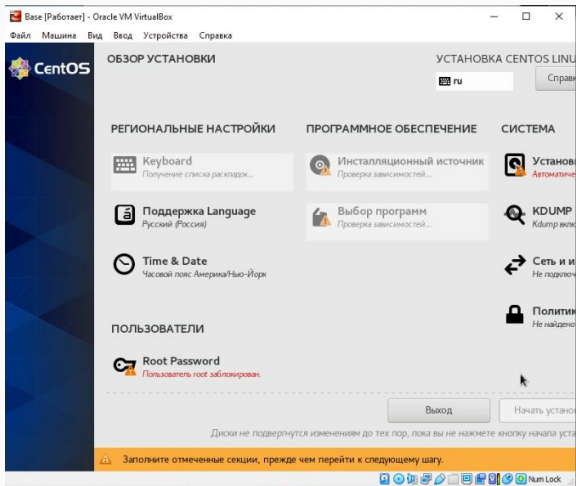 Base [Работает] - Oracle VM VirtualBox
Файл Машина Вид Ввод Устройства Справка
CentOS
ОБЗОР УСТАНОВКИ
УСТАНОВКА CENTOS LINU
ru
Справк
РЕГИОНАЛЬНЫЕ НАСТРОЙКИ
ПРОГРАММНОЕ ОБЕСПЕЧЕНИЕ
СИСТЕМА
Keyboard
Получение списка раскладок...
Инсталляционный источник
Проверка зависимостей...
Установ
Автоматиче
Поддержка Language
Русский (Россия)
Выбор программ
Проверка зависимостей...
KDUMP
Kdump вклю
Time & Date
Часовой пояс Америка/Нью-Йорк
Сеть и и
Не подключ
Политик
Не найдено
ПОЛЬЗОВАТЕЛИ
Root Password
Пользователь root заблокирован.
Выход
Начать устано
Диски не подвергнутся изменениям до тех пор, пока вы не нажмете кнопку начала уста
Заполните отмеченные секции, прежде чем перейти к следующему шагу.
Num Lock